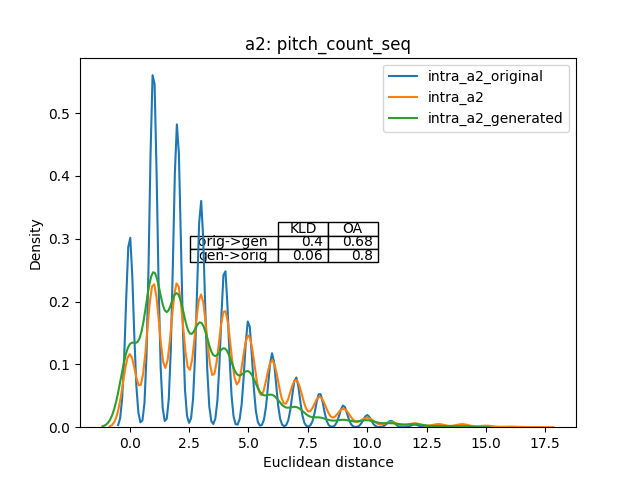 a2: pitch_count_seq
intra_a2_original
intra_a2
intra_a2_generated
KLD OA
orig->gen 0.4 0.68
gen->orig 0.06 0.8
Density
0.5
0.4
0.3
0.2
0.1
0.0
0.0 2.5 5.0 7.5 10.0 12.5 15.0 17.5
Euclidean distance